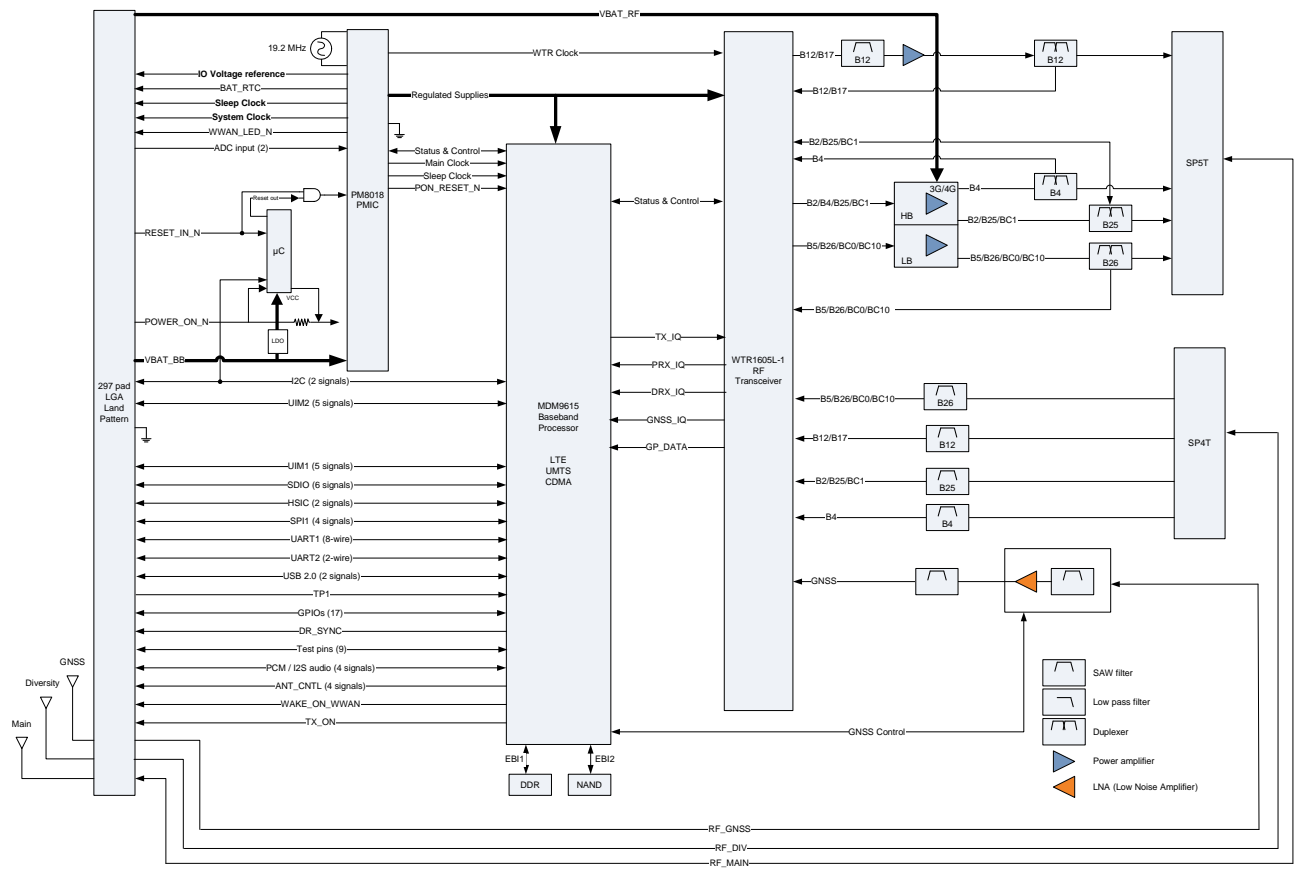 VBAT_RF
19.2 MHz
WTR Clock
IO Voltage reference
BAT_RTC
Sleep Clock
System Clock
WWAN_LED_N
ADC input (2)
Regulated Supplies
Status & Control
Main Clock
Sleep Clock
PON_RESET_N
PM8018
PMIC
Reset out
RESET_IN_N
µC
VCC
POWER_ON_N
LDO
VBAT_BB
297 pad
LGA
Land
Pattern
I2C (2 signals)
UIM2 (5 signals)
UIM1 (5 signals)
SDIO (6 signals)
HSIC (2 signals)
SPI1 (4 signals)
UART1 (8-wire)
UART2 (2-wire)
USB 2.0 (2 signals)
TP1
GPIOs (17)
DR_SYNC
Test pins (9)
PCM / I2S audio (4 signals)
ANT_CNTL (4 signals)
WAKE_ON_WWAN
TX_ON
GNSS
Diversity
Main
MDM9615
Baseband
Processor
LTE
UMTS
CDMA
EBI1
EBI2
DDR
NAND
Status & Control
TX_IQ
PRX_IQ
DRX_IQ
GNSS_IQ
GP_DATA
WTR1605L-1
RF
Transceiver
B12/B17
B12
B12
B12/B17
B2/B25/BC1
B4
3G/4G
B4
B4
B2/B4/B25/BC1
HB
B2/B25/BC1
B25
B5/B26/BC0/BC10
LB
B5/B26/BC0/BC10
B26
B5/B26/BC0/BC10
SP5T
B5/B26/BC0/BC10
B26
B12/B17
B12
SP4T
B2/B25/BC1
B25
B4
B4
GNSS
GNSS Control
SAW filter
Low pass filter
Duplexer
Power amplifier
LNA (Low Noise Amplifier)
RF_GNSS
RF_DIV
RF_MAIN